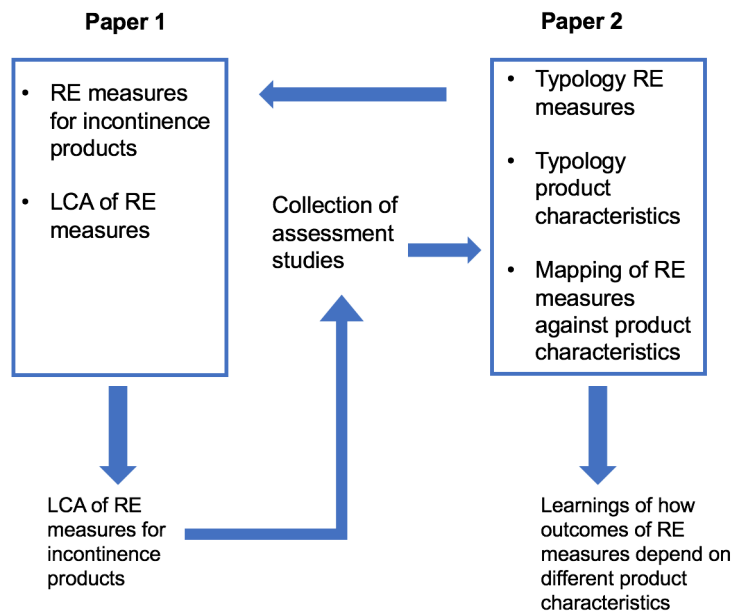 Paper 1
• RE measures
for incontinence
products
• LCA of RE
measures
LCA of RE
measures for
incontinence
products
Collection of
assessment
studies
Paper 2
• Typology RE
measures
• Typology
product
characteristics
• Mapping of RE
measures
against product
characteristics
Learnings of how
outcomes of RE
measures depend on
different product
characteristics